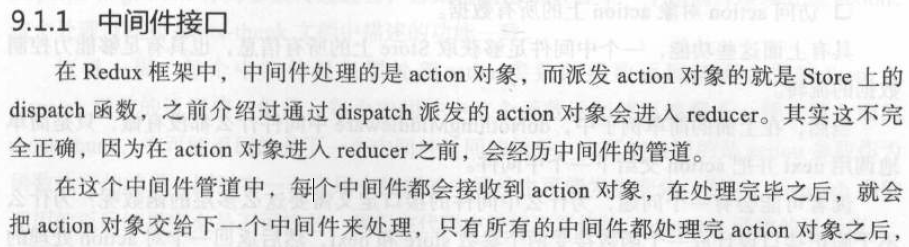 9.1.1 中间件接口
在 Redux 框架中，中间件处理的是 action 对象，而派发 action 对象的就是 Store 上的
dispatch 函数，之前介绍过通过 dispatch 派发的 action 对象会进入 reducer。其实这不完
全正确，因为在 action 对象进入 reducer 之前，会经历中间件的管道。
在这个中间件管道中，每个中间件都会接收到 action 对象，在处理完毕之后，就会
把 action 对象交给下一个中间件来处理，只有所有的中间件都处理完 action 对象之后，